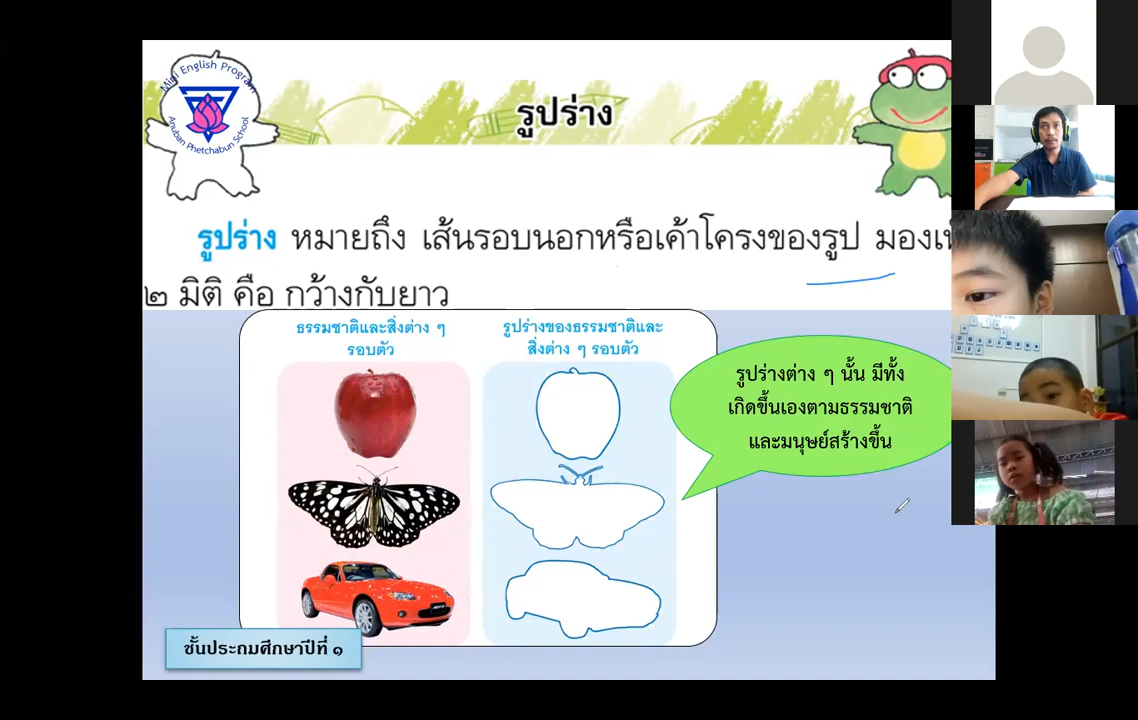 Mini English Program
Anuban Phetchabun School
รูปร่าง
รูปร่าง หมายถึง เส้นรอบนอกหรือเค้าโครงของรูป
๒ มิติ คือ กว้างกับยาว
ธรรมชาติและสิ่งต่าง ๆ
รอบตัว
รูปร่างของธรรมชาติและ
สิ่งต่าง ๆ รอบตัว
รูปร่างต่าง ๆ นั้น มีทั้ง
เกิดขึ้นเองตามธรรมชาติ
และมนุษย์สร้างขึ้น
ชั้นประถมศึกษาปีที่ ๑